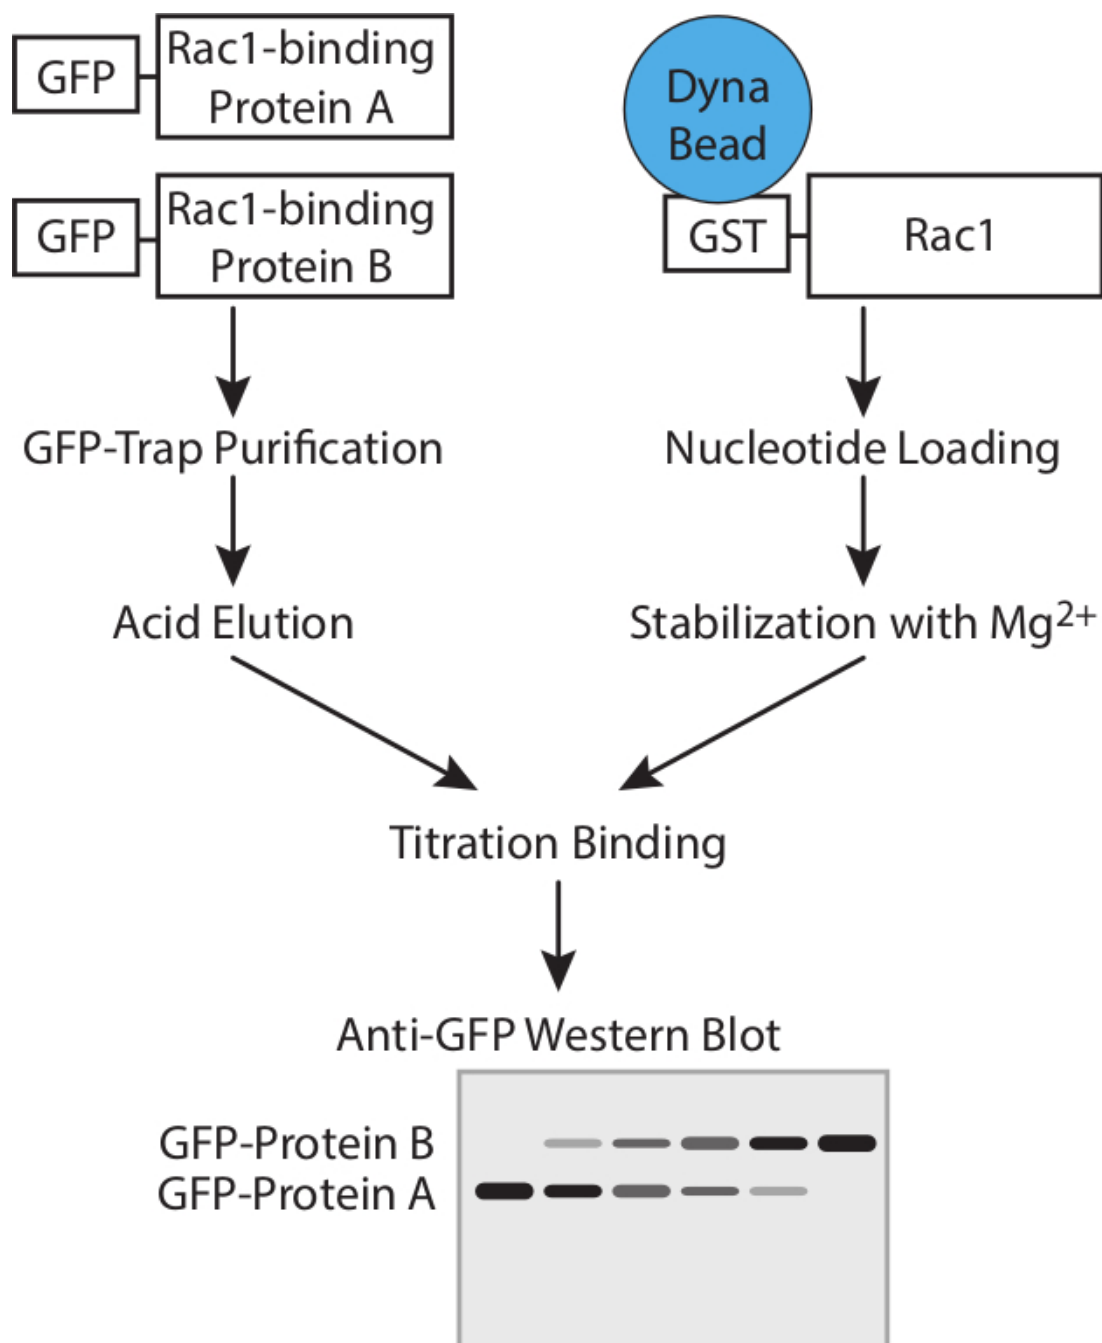 GFP
Rac1-binding
Protein A
GFP
Rac1-binding
Protein B
Dyna
Bead
GST
Rac1
GFP-Trap Purification
Nucleotide Loading
Acid Elution
Stabilization with Mg²⁺
Titration Binding
Anti-GFP Western Blot
GFP-Protein B
GFP-Protein A